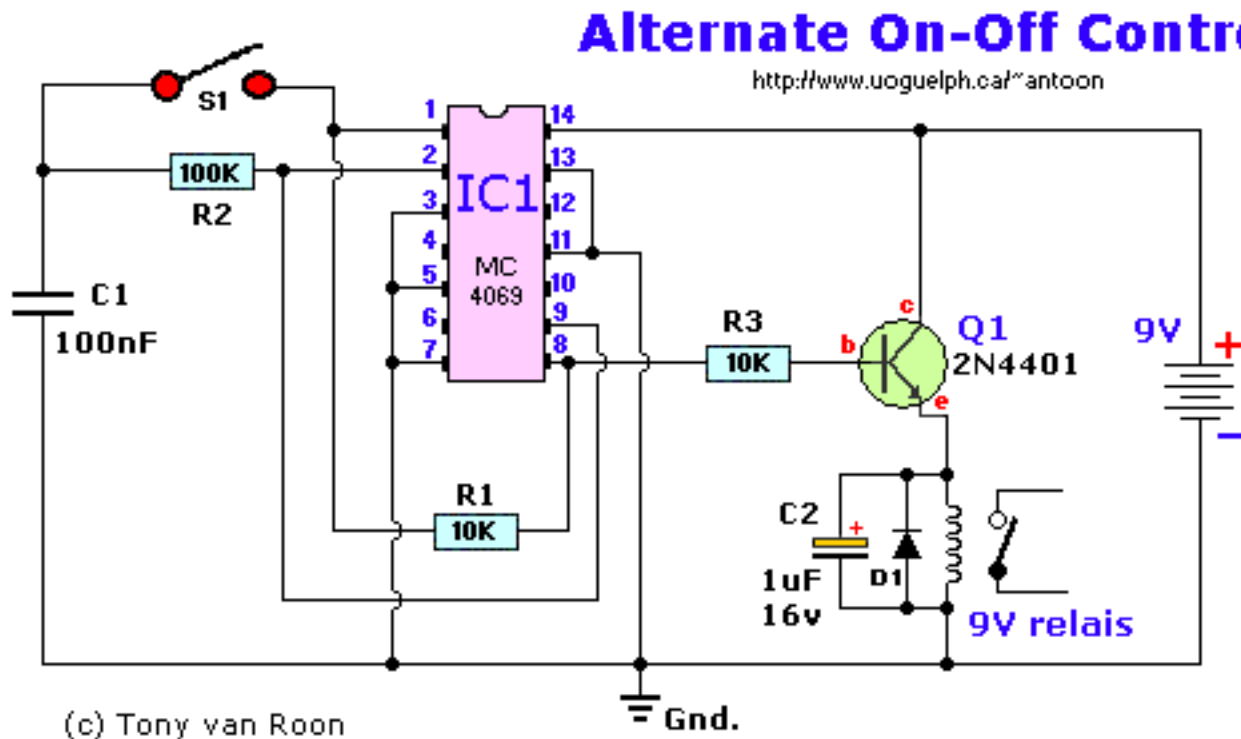 Alternate On-Off Contr
http://www.uoguelph.ca/~antoon
S1
1
14
2
13
100K
R2
IC1
3
12
4
11
MC
4069
5
10
C1
100nF
6
9
7
8
R3
10K
b
c
e
Q1
2N4401
9V
+
−
R1
10K
C2
+
1uF
16v
D1
9V relais
Gnd.
(c) Tony van Roon